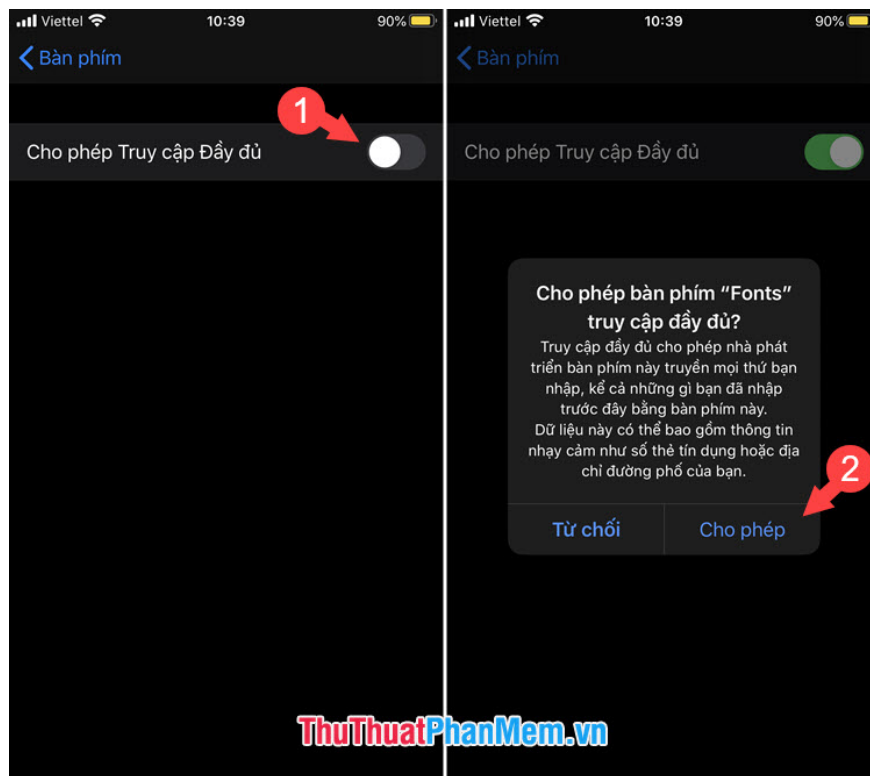 Viettel 10:39 90%
Bàn phím
1
Cho phép Truy cập Đầy đủ
Viettel 10:39 90%
Bàn phím
Cho phép Truy cập Đầy đủ
Cho phép bàn phím “Fonts”
truy cập đầy đủ?
Truy cập đầy đủ cho phép nhà phát
triển bàn phím này truyền mọi thứ bạn
nhập, kể cả những gì bạn đã nhập
trước đây bằng bàn phím này.
Dữ liệu này có thể bao gồm thông tin
nhạy cảm như số thẻ tín dụng hoặc địa
chỉ đường phố của bạn.
2
Từ chối Cho phép
ThuThuatPhanMem.vn